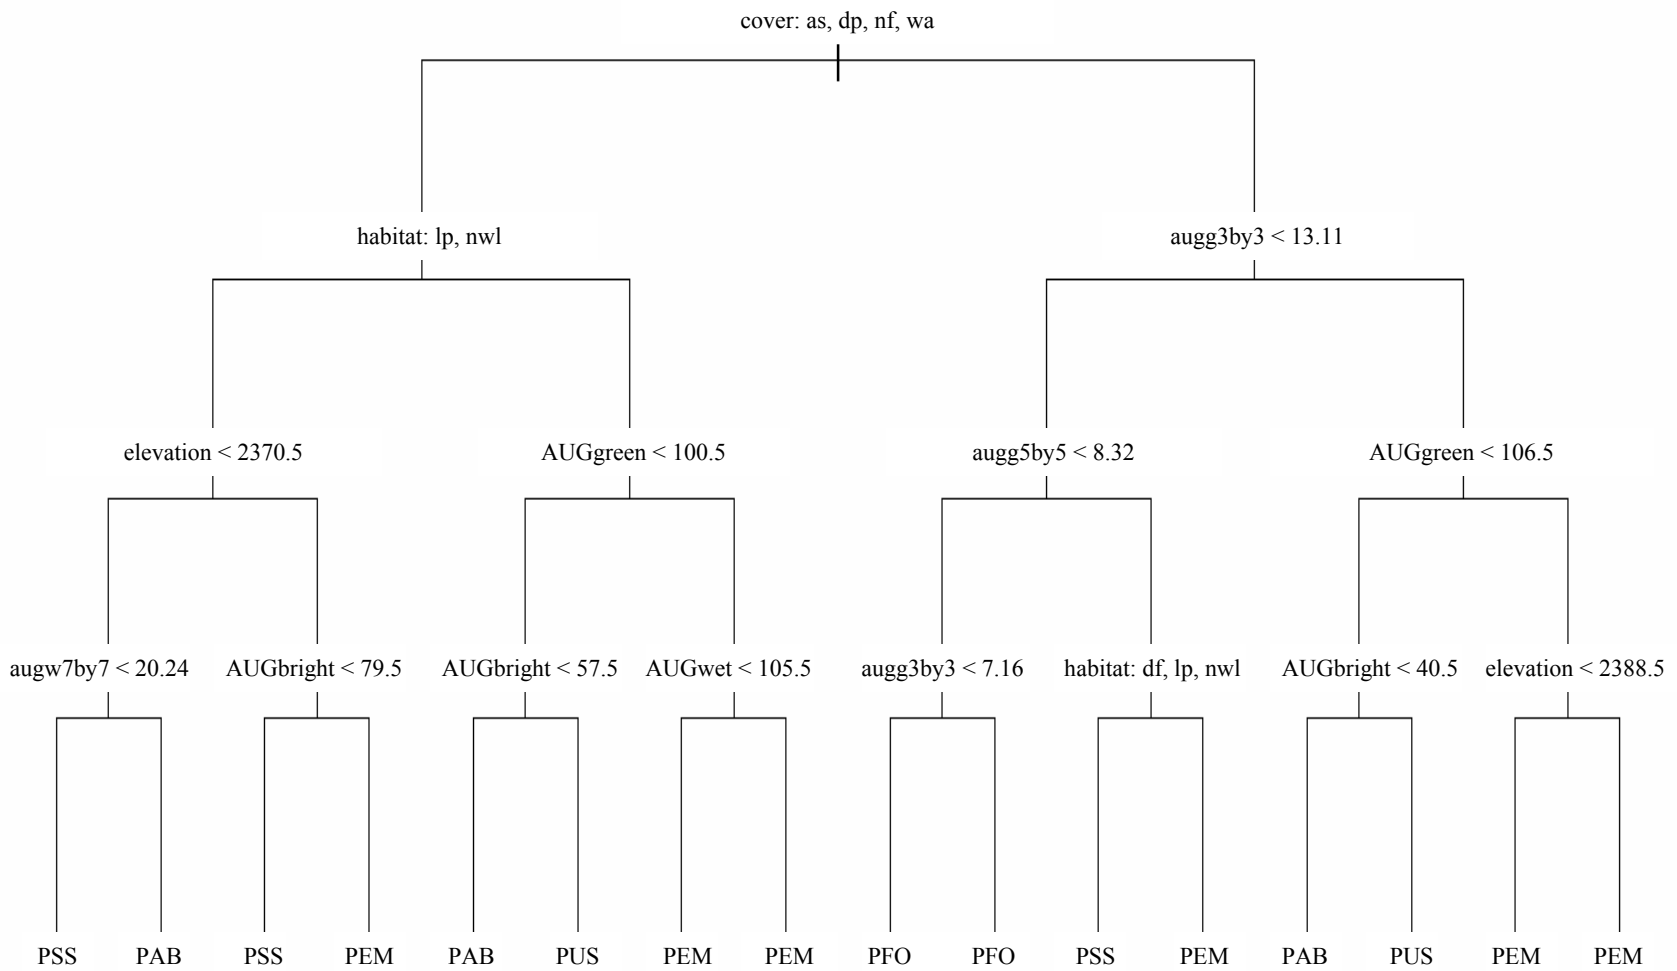 cover: as, dp, nf, wa
habitat: lp, nwl
augg3by3 < 13.11
elevation < 2370.5
AUGgreen < 100.5
augg5by5 < 8.32
AUGgreen < 106.5
augw7by7 < 20.24
AUGbright < 79.5
AUGbright < 57.5
AUGwet < 105.5
augg3by3 < 7.16
habitat: df, lp, nwl
AUGbright < 40.5
elevation < 2388.5
PSS
PAB
PSS
PEM
PAB
PUS
PEM
PEM
PFO
PFO
PSS
PEM
PAB
PUS
PEM
PEM